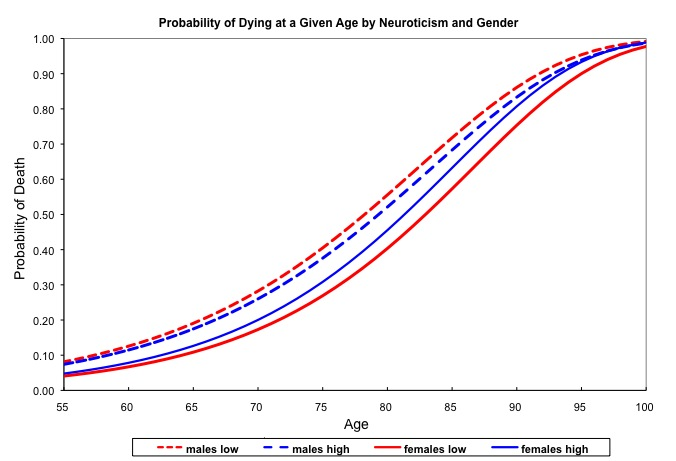 Probability of Dying at a Given Age by Neuroticism and Gender
1.00
0.90
0.80
0.70
0.60
0.50
0.40
0.30
0.20
0.10
0.00
Probability of Death
55 60 65 70 75 80 85 90 95 100
Age
males low males high females low females high